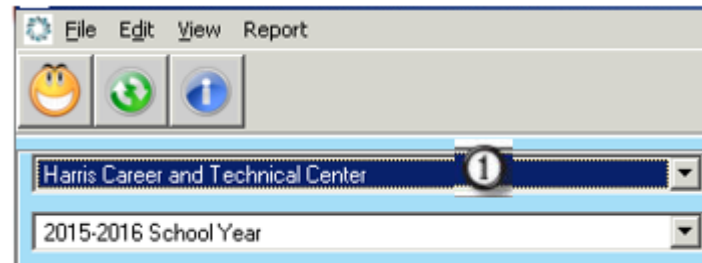 File Edit View Report
Harris Career and Technical Center 1
2015-2016 School Year